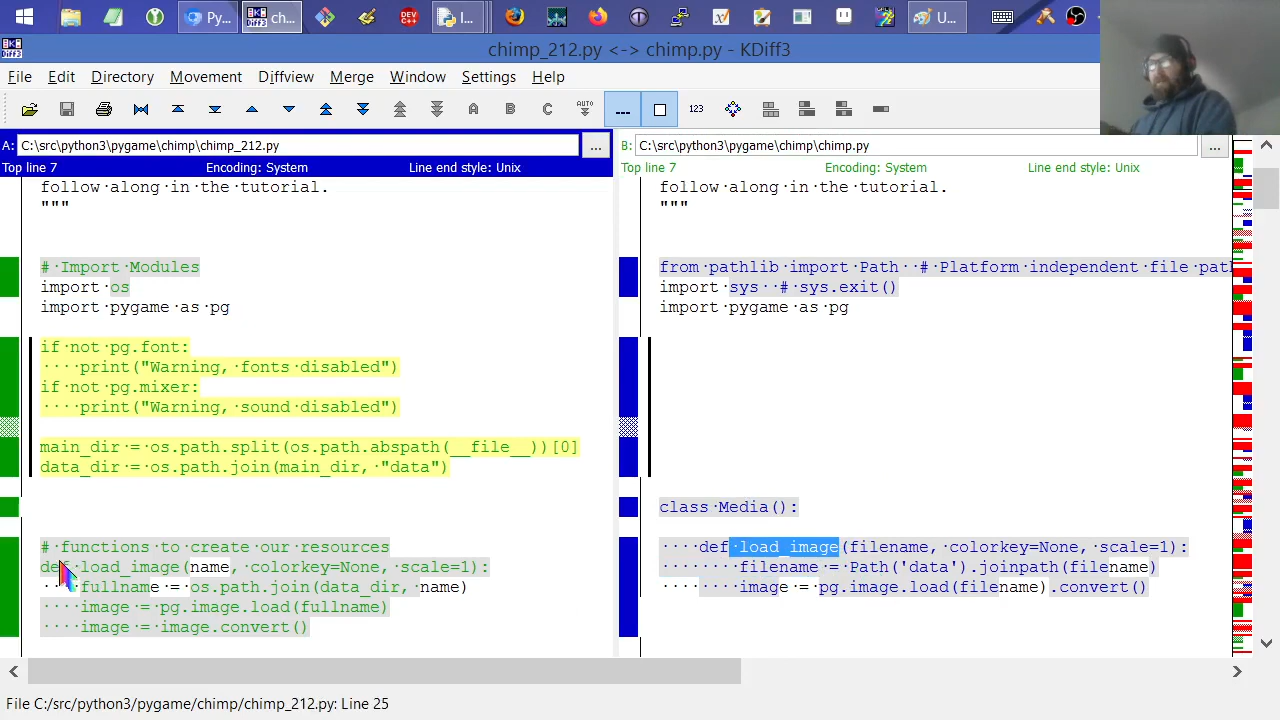 Py...
ch...
I...
U...
chimp_212.py <-> chimp.py - KDiff3
File Edit Directory Movement Diffview Merge Window Settings Help
A B C AUTO 123
A: C:\src\python3\pygame\chimp\chimp_212.py ...
Top line 7 Encoding: System Line end style: Unix
follow·along·in·the·tutorial.
"""
#·Import·Modules
import·os
import·pygame·as·pg
if·not·pg.font:
····print("Warning,·fonts·disabled")
if·not·pg.mixer:
····print("Warning,·sound·disabled")
main_dir·=·os.path.split(os.path.abspath(__file__))[0]
data_dir·=·os.path.join(main_dir,·"data")
#·functions·to·create·our·resources
def·load_image(name,·colorkey=None,·scale=1):
····fullname·=·os.path.join(data_dir,·name)
····image·=·pg.image.load(fullname)
····image·=·image.convert()
B: C:\src\python3\pygame\chimp\chimp.py ...
Top line 7 Encoding: System Line end style: Unix
follow·along·in·the·tutorial.
"""
from·pathlib·import·Path··#·Platform·independent·file·pat
import·sys··#·sys.exit()
import·pygame·as·pg
class·Media():
····def·load_image(filename,·colorkey=None,·scale=1):
········filename·=·Path('data').joinpath(filename)
········image·=·pg.image.load(filename).convert()
File C:/src/python3/pygame/chimp/chimp_212.py: Line 25